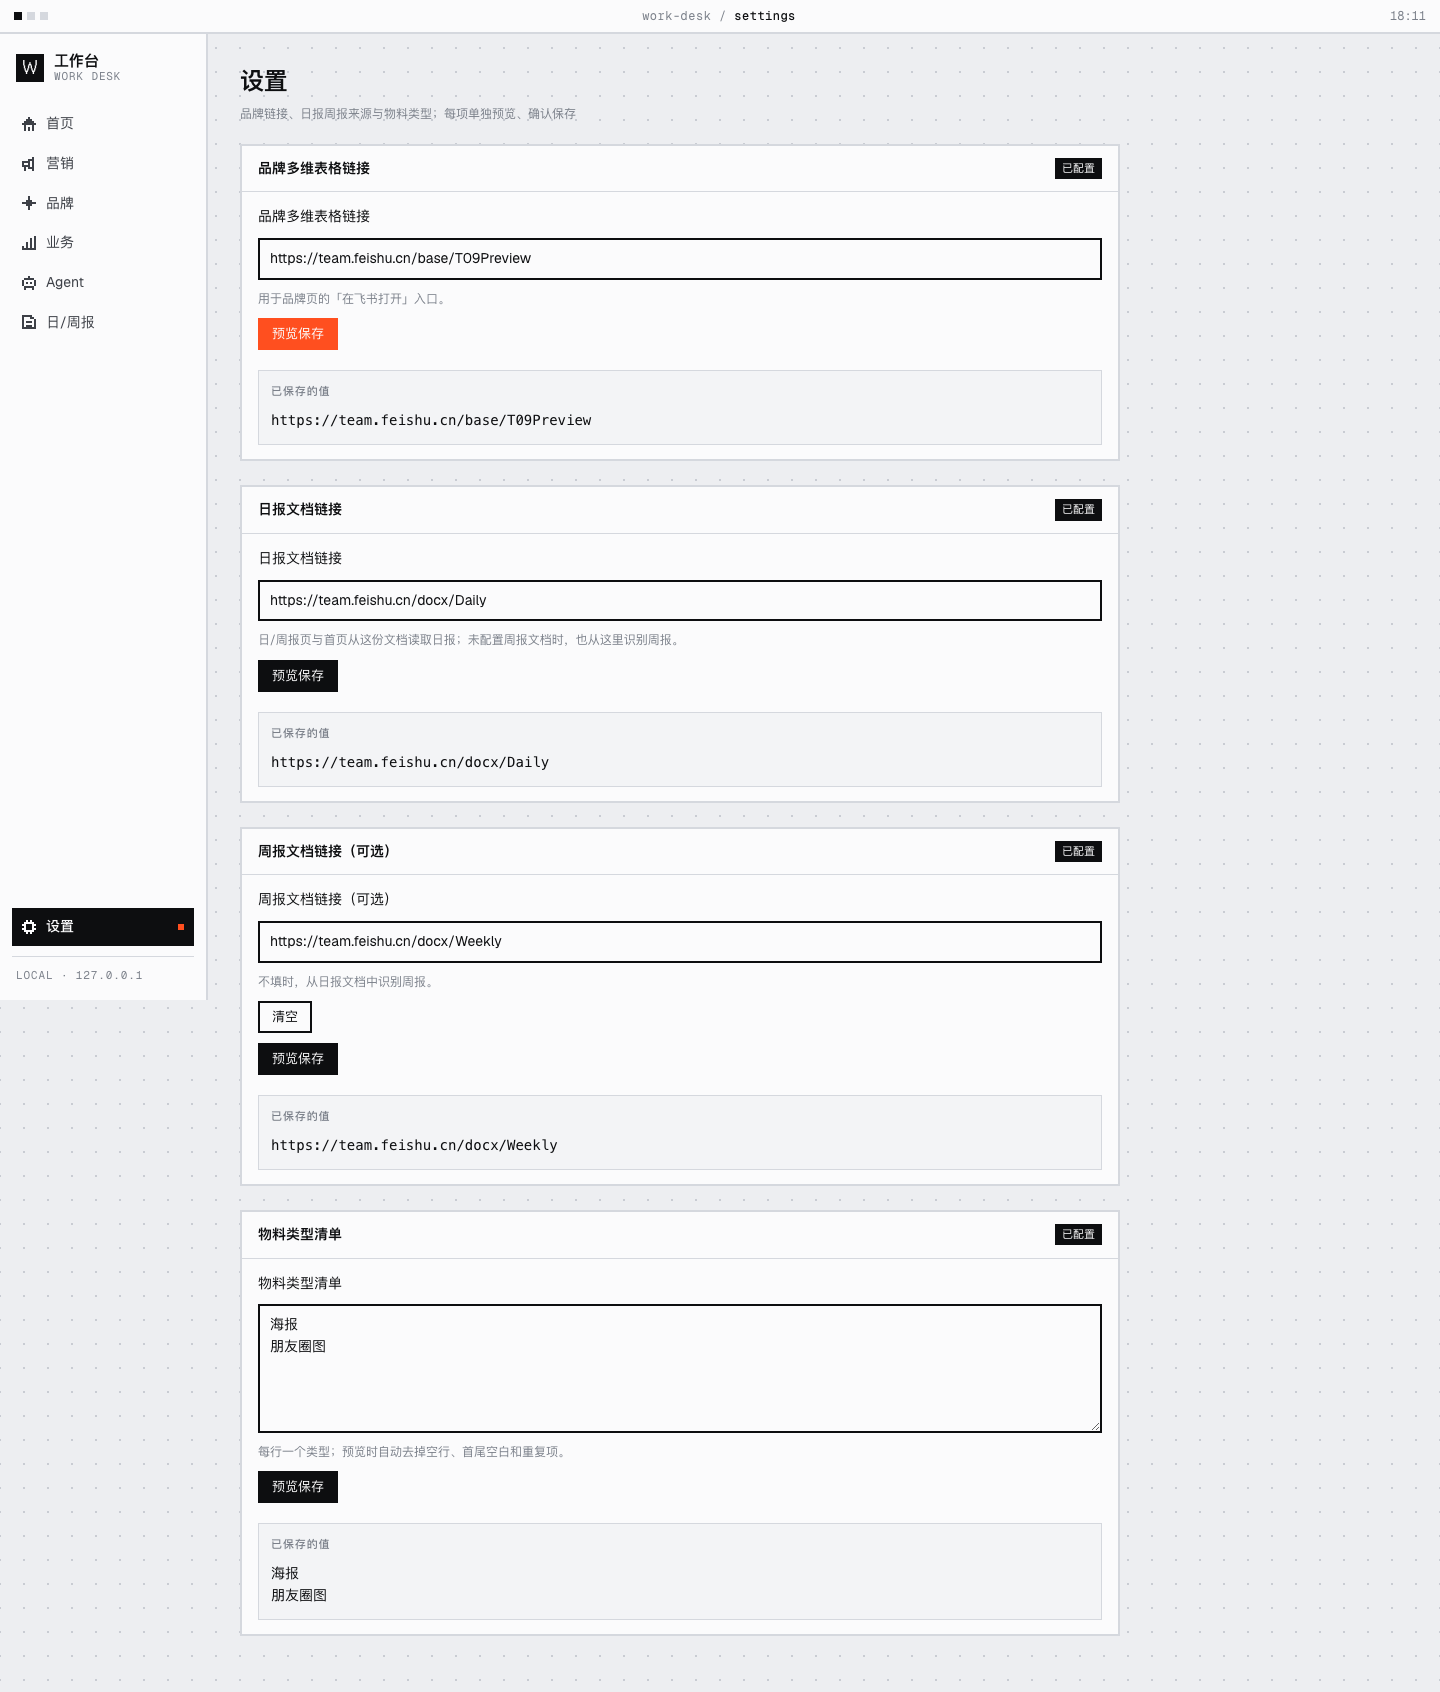 work-desk / settings
18:11
W
工作台
WORK DESK
首页
营销
品牌
业务
Agent
日/周报
设置
LOCAL · 127.0.0.1
设置
品牌链接、日报周报来源与物料类型；每项单独预览、确认保存
品牌多维表格链接
已配置
品牌多维表格链接
https://team.feishu.cn/base/T09Preview
用于品牌页的「在飞书打开」入口。
预览保存
已保存的值
https://team.feishu.cn/base/T09Preview
日报文档链接
已配置
日报文档链接
https://team.feishu.cn/docx/Daily
日/周报页与首页从这份文档读取日报；未配置周报文档时，也从这里识别周报。
预览保存
已保存的值
https://team.feishu.cn/docx/Daily
周报文档链接（可选）
已配置
周报文档链接（可选）
https://team.feishu.cn/docx/Weekly
不填时，从日报文档中识别周报。
清空
预览保存
已保存的值
https://team.feishu.cn/docx/Weekly
物料类型清单
已配置
物料类型清单
海报
朋友圈图
每行一个类型；预览时自动去掉空行、首尾空白和重复项。
预览保存
已保存的值
海报
朋友圈图